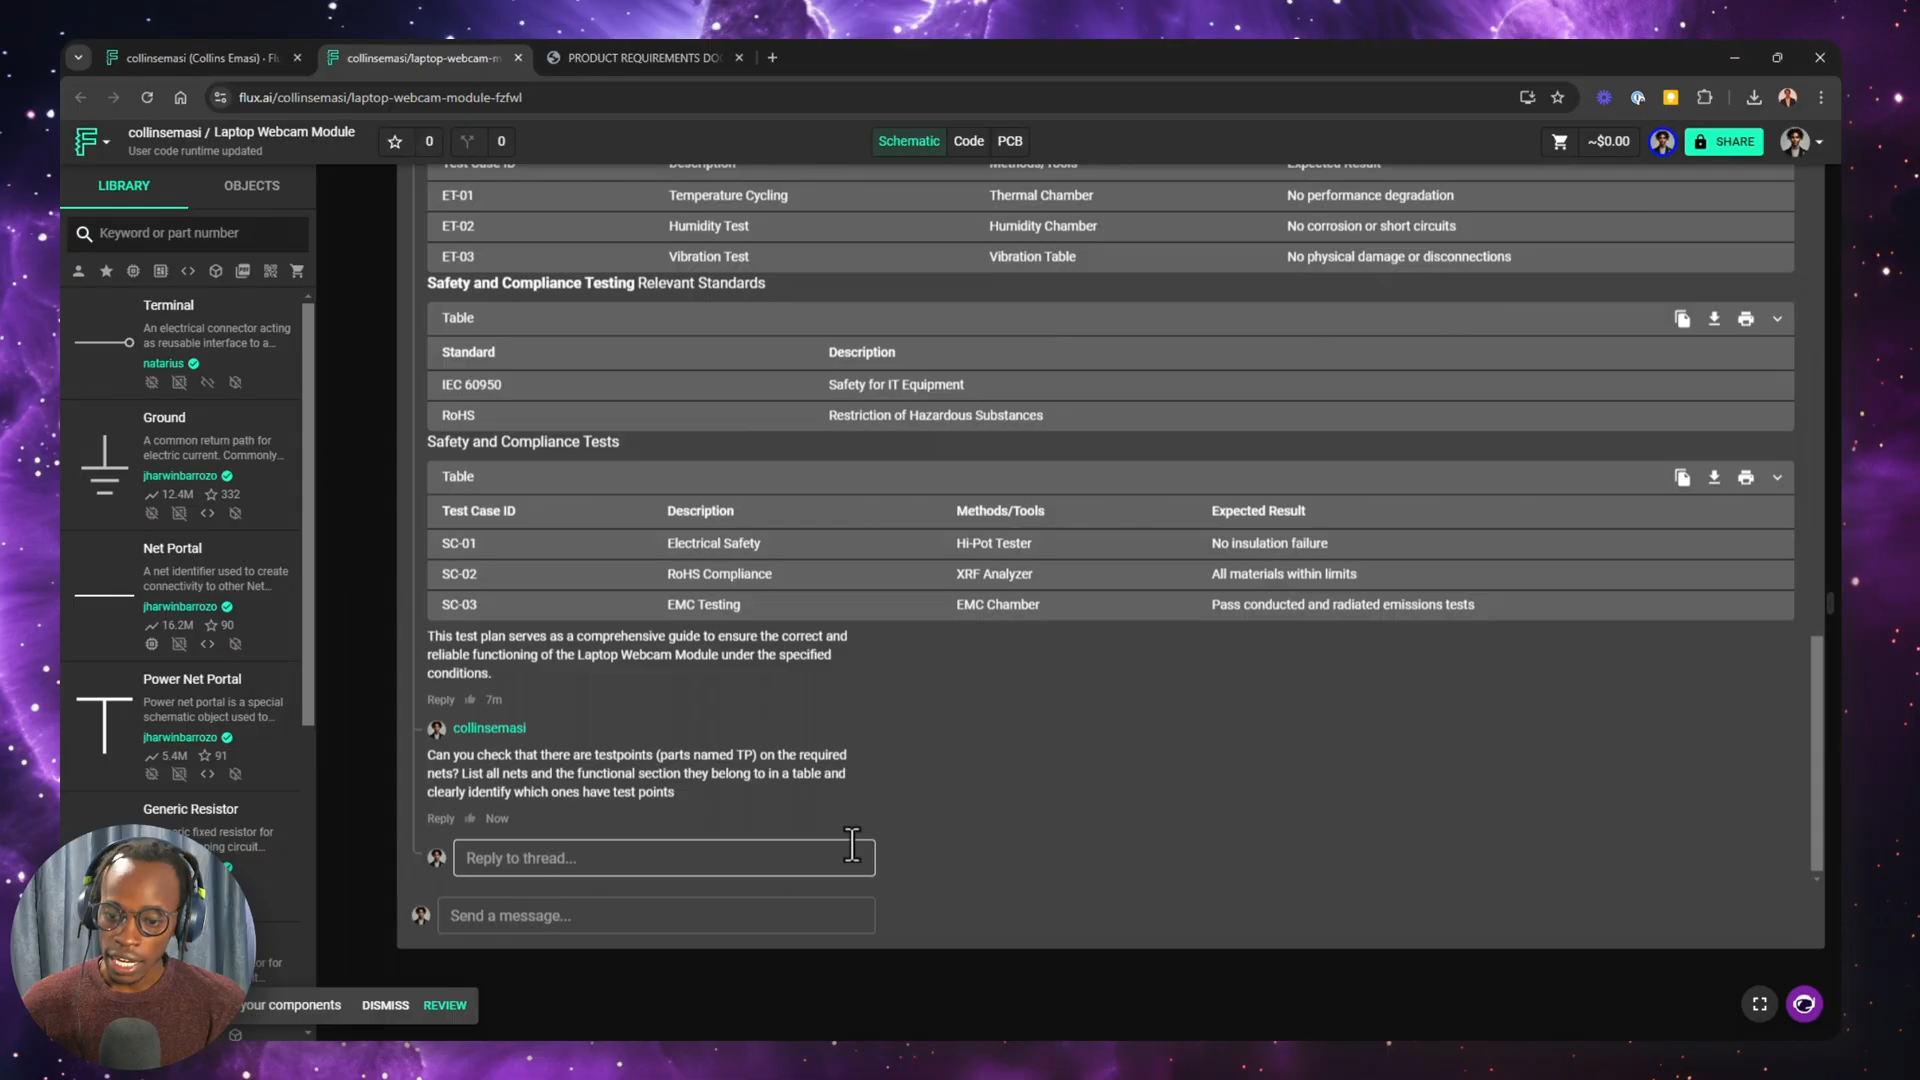 collinsemasi (Collins Emasi) · Fl
collinsemasi/laptop-webcam-m
PRODUCT REQUIREMENTS DOC
flux.ai/collinsemasi/laptop-webcam-module-fzfwl
collinsemasi / Laptop Webcam Module
User code runtime updated
0
0
Schematic
Code
PCB
~$0.00
SHARE
LIBRARY
OBJECTS
Keyword or part number
Terminal
An electrical connector acting
as reusable interface to a...
natarius
Ground
A common return path for
electric current. Commonly...
jharwinbarrozo
12.4M
332
Net Portal
A net identifier used to create
connectivity to other Net...
jharwinbarrozo
16.2M
90
Power Net Portal
Power net portal is a special
schematic object used to...
jharwinbarrozo
5.4M
91
Generic Resistor
fixed resistor for
circuit...
Test Case ID Description Methods/Tools Expected Result
ET-01 Temperature Cycling Thermal Chamber No performance degradation
ET-02 Humidity Test Humidity Chamber No corrosion or short circuits
ET-03 Vibration Test Vibration Table No physical damage or disconnections
Safety and Compliance Testing Relevant Standards
Table
Standard Description
IEC 60950 Safety for IT Equipment
RoHS Restriction of Hazardous Substances
Safety and Compliance Tests
Table
Test Case ID Description Methods/Tools Expected Result
SC-01 Electrical Safety Hi-Pot Tester No insulation failure
SC-02 RoHS Compliance XRF Analyzer All materials within limits
SC-03 EMC Testing EMC Chamber Pass conducted and radiated emissions tests
This test plan serves as a comprehensive guide to ensure the correct and
reliable functioning of the Laptop Webcam Module under the specified
conditions.
Reply 7m
collinsemasi
Can you check that there are testpoints (parts named TP) on the required
nets? List all nets and the functional section they belong to in a table and
clearly identify which ones have test points
Reply Now
Reply to thread...
Send a message...
your components
DISMISS
REVIEW